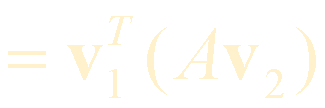 = v₁ᵀ(Av₂)